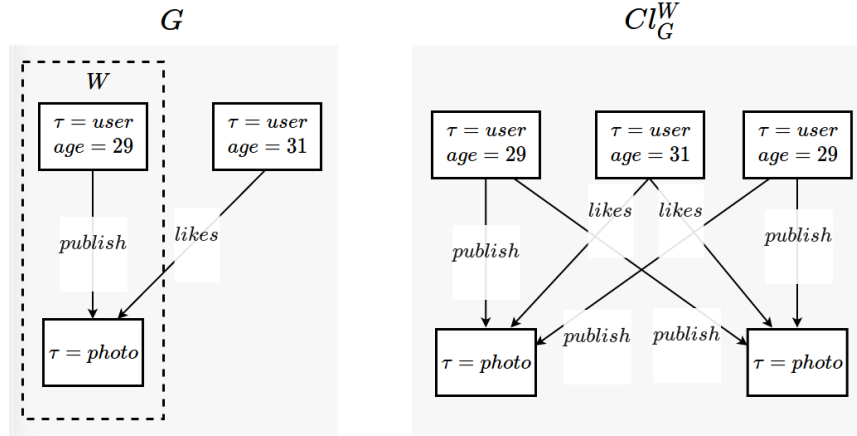 G
Cl_G^W
W
τ = user
age = 29
τ = user
age = 31
publish
likes
τ = photo
τ = user
age = 29
τ = user
age = 31
τ = user
age = 29
likes
likes
publish
publish
publish
publish
τ = photo
τ = photo